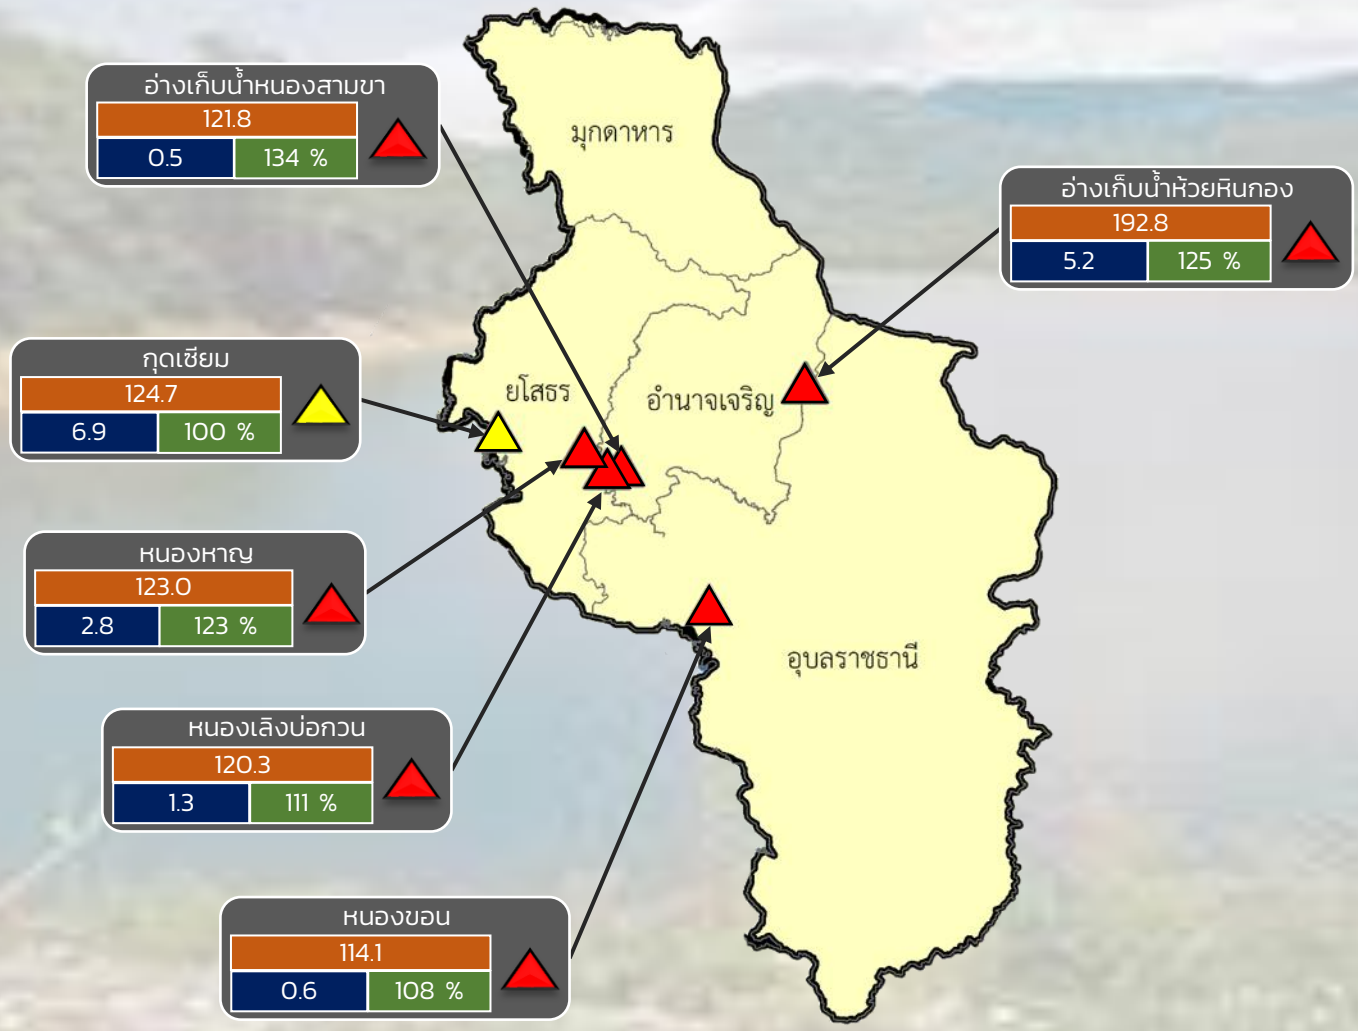 อ่างเก็บน้ำหนองสามขา
121.8
0.5 134 %
มุกดาหาร
อ่างเก็บน้ำห้วยหินกอง
192.8
5.2 125 %
กุดเซียม
124.7
6.9 100 %
ยโสธร
อำนาจเจริญ
หนองหาญ
123.0
2.8 123 %
อุบลราชธานี
หนองเลิงบ่อกวน
120.3
1.3 111 %
หนองขอน
114.1
0.6 108 %